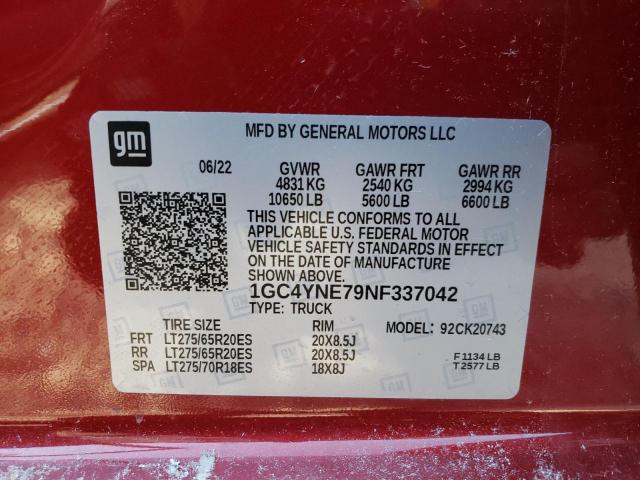 gm
MFD BY GENERAL MOTORS LLC
06/22 GVWR GAWR FRT GAWR RR
4831 KG 2540 KG 2994 KG
10650 LB 5600 LB 6600 LB
THIS VEHICLE CONFORMS TO ALL
APPLICABLE U.S. FEDERAL MOTOR
VEHICLE SAFETY STANDARDS IN EFFECT
ON THE DATE OF MANUFACTURE
SHOWN ABOVE.
1GC4YNE79NF337042
TYPE: TRUCK
TIRE SIZE RIM MODEL: 92CK20743
FRT LT275/65R20ES 20X8.5J
RR LT275/65R20ES 20X8.5J F 1134 LB
SPA LT275/70R18ES 18X8J T 2577 LB